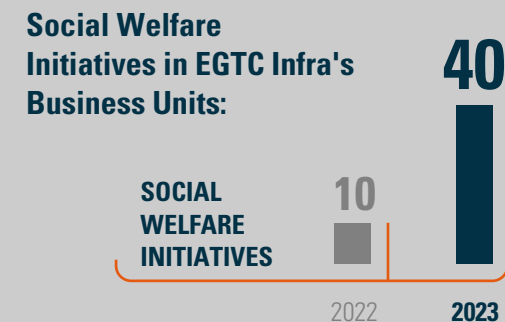 Social Welfare
Initiatives in EGTC Infra's
Business Units:
40
10
SOCIAL
WELFARE
INITIATIVES
2022
2023